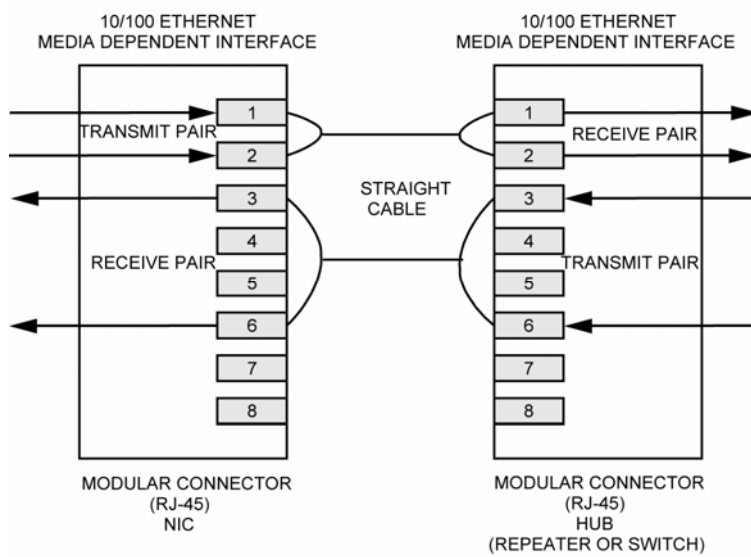 10/100 ETHERNET
MEDIA DEPENDENT INTERFACE
10/100 ETHERNET
MEDIA DEPENDENT INTERFACE
1
TRANSMIT PAIR
2
3
4
RECEIVE PAIR
5
6
7
8
STRAIGHT
CABLE
1
RECEIVE PAIR
2
3
4
TRANSMIT PAIR
5
6
7
8
MODULAR CONNECTOR
(RJ-45)
NIC
MODULAR CONNECTOR
(RJ-45)
HUB
(REPEATER OR SWITCH)